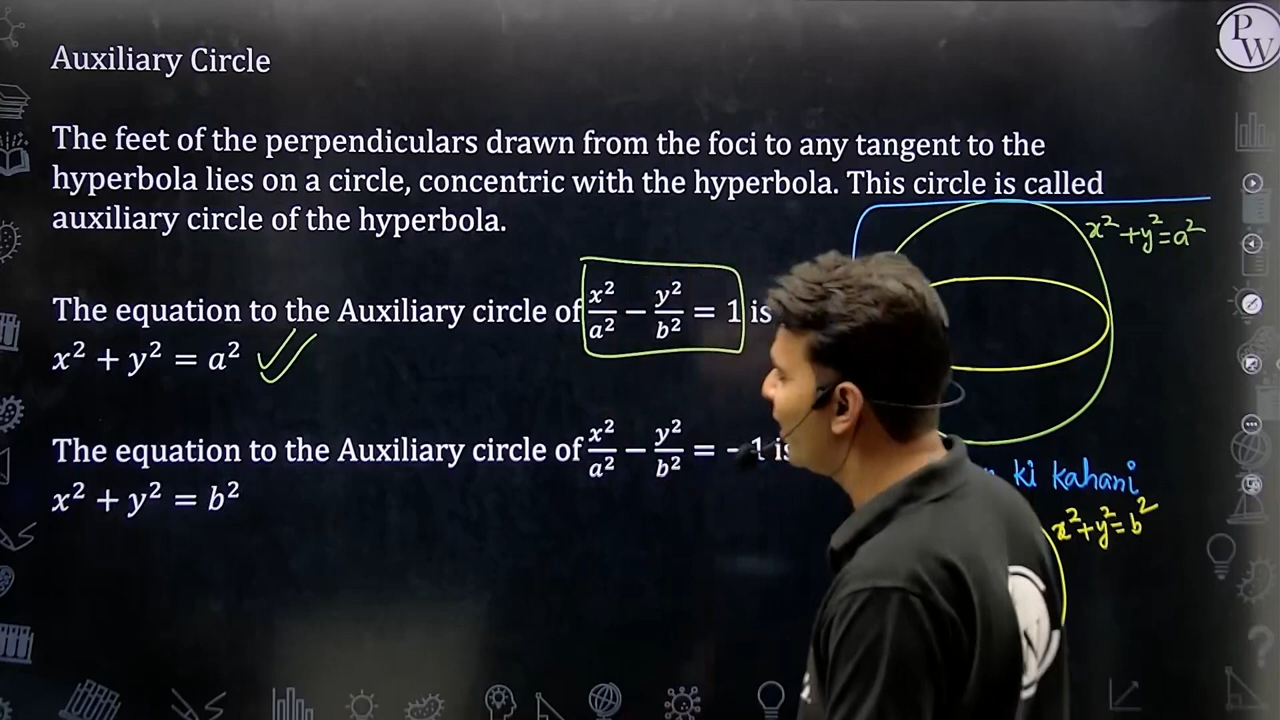 Auxiliary Circle
The feet of the perpendiculars drawn from the foci to any tangent to the
hyperbola lies on a circle, concentric with the hyperbola. This circle is called
auxiliary circle of the hyperbola.
x² + y² = a²
The equation to the Auxiliary circle of x²/a² − y²/b² = 1 is
x² + y² = a²
The equation to the Auxiliary circle of x²/a² − y²/b² = -1 is
x² + y² = b²
ki kahani
x² + y² = b²
PW
W